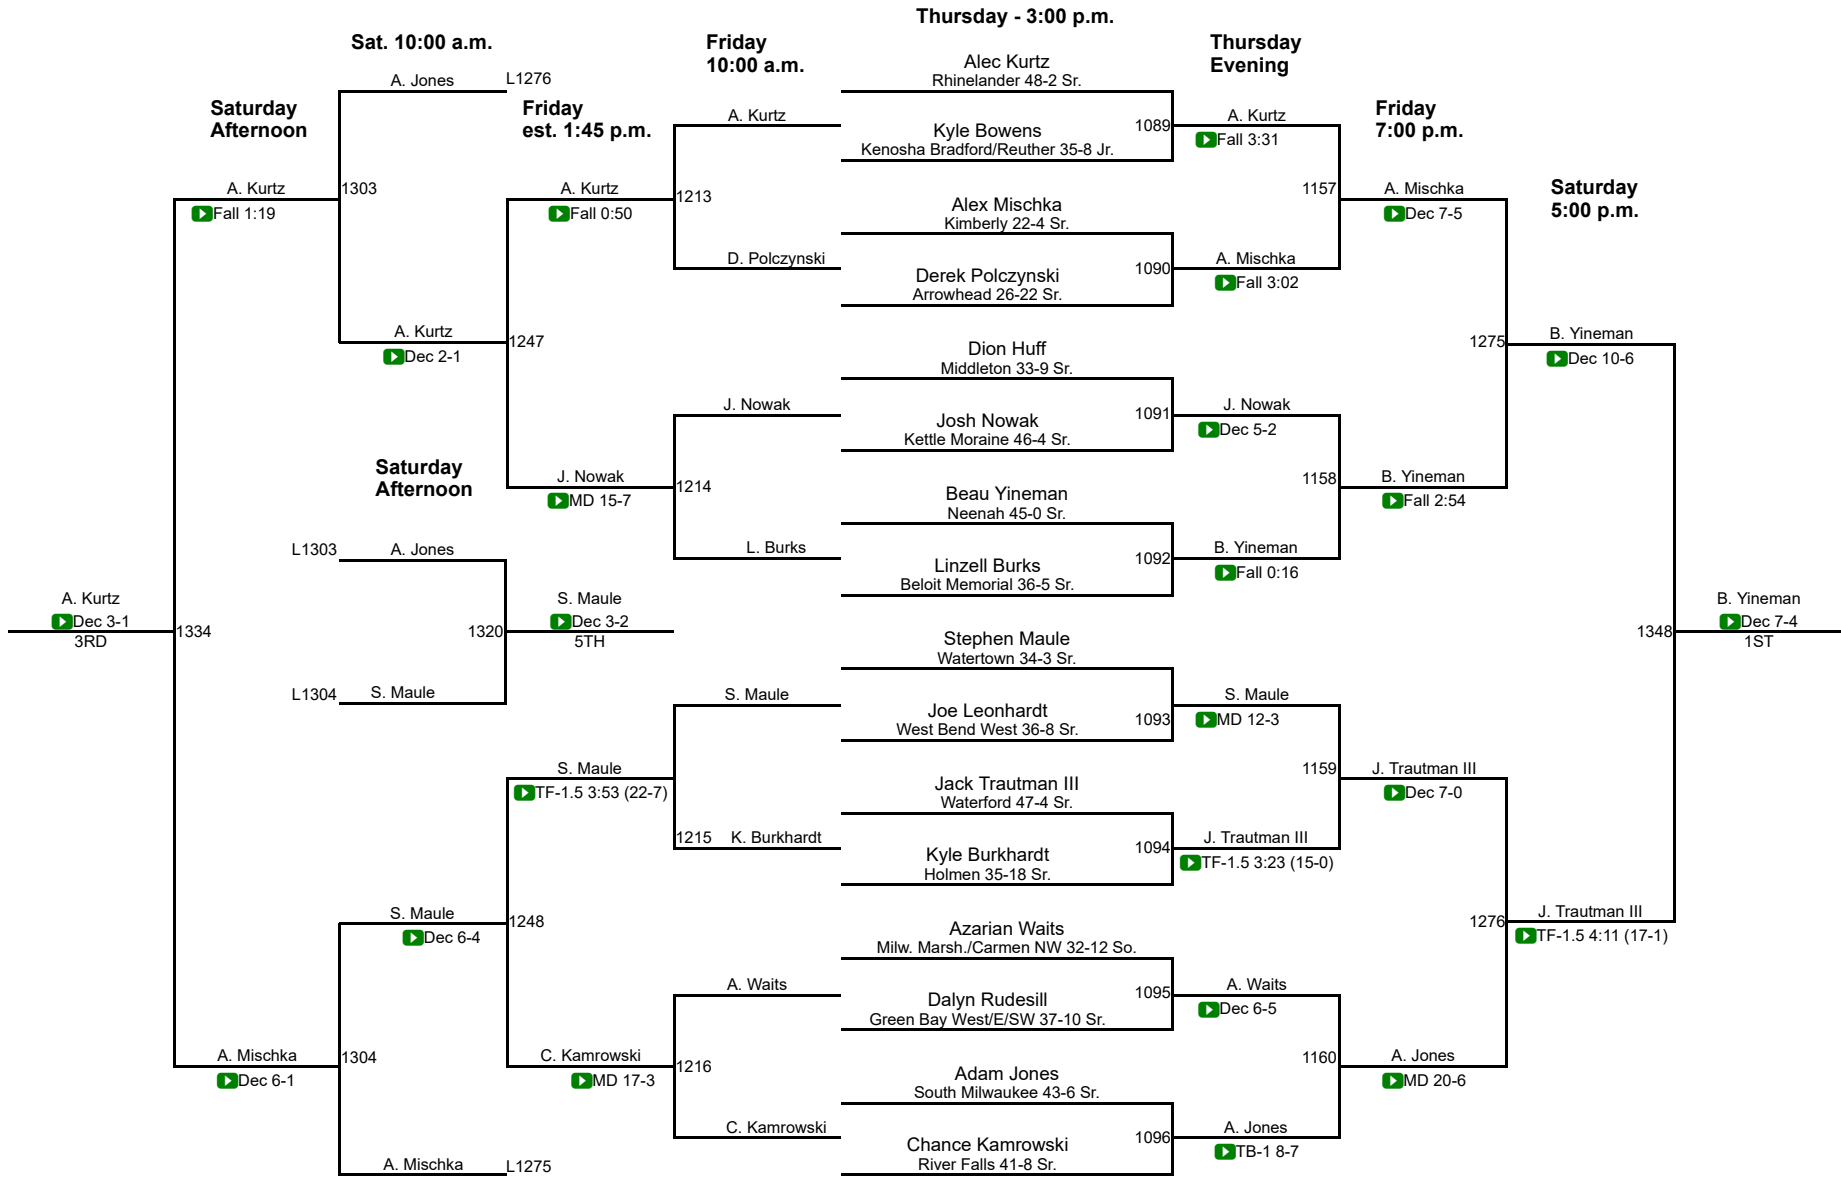 Thursday - 3:00 p.m.
Sat. 10:00 a.m.
Friday
10:00 a.m.
Thursday
Evening
Alec Kurtz
Rhinelander 48-2 Sr.
A. Jones
L1276
Saturday
Afternoon
Friday
est. 1:45 p.m.
Friday
7:00 p.m.
A. Kurtz
Kyle Bowens
Kenosha Bradford/Reuther 35-8 Jr.
1089
A. Kurtz
Fall 3:31
A. Kurtz
Fall 1:19
1303
A. Kurtz
Fall 0:50
1213
Alex Mischka
Kimberly 22-4 Sr.
1157
A. Mischka
Dec 7-5
Saturday
5:00 p.m.
D. Polczynski
Derek Polczynski
Arrowhead 26-22 Sr.
1090
A. Mischka
Fall 3:02
A. Kurtz
Dec 2-1
1247
Dion Huff
Middleton 33-9 Sr.
1275
B. Yineman
Dec 10-6
J. Nowak
Josh Nowak
Kettle Moraine 46-4 Sr.
1091
J. Nowak
Dec 5-2
Saturday
Afternoon
J. Nowak
MD 15-7
1214
Beau Yineman
Neenah 45-0 Sr.
1158
B. Yineman
Fall 2:54
L1303
A. Jones
L. Burks
Linzell Burks
Beloit Memorial 36-5 Sr.
1092
B. Yineman
Fall 0:16
A. Kurtz
Dec 3-1
3RD
1334
1320
S. Maule
Dec 3-2
5TH
Stephen Maule
Watertown 34-3 Sr.
1348
B. Yineman
Dec 7-4
1ST
L1304
S. Maule
S. Maule
Joe Leonhardt
West Bend West 36-8 Sr.
1093
S. Maule
MD 12-3
S. Maule
TF-1.5 3:53 (22-7)
Jack Trautman III
Waterford 47-4 Sr.
1159
J. Trautman III
Dec 7-0
1215
K. Burkhardt
Kyle Burkhardt
Holmen 35-18 Sr.
1094
J. Trautman III
TF-1.5 3:23 (15-0)
S. Maule
Dec 6-4
1248
Azarian Waits
Milw. Marsh./Carmen NW 32-12 So.
1276
J. Trautman III
TF-1.5 4:11 (17-1)
A. Waits
Dalyn Rudesill
Green Bay West/E/SW 37-10 Sr.
1095
A. Waits
Dec 6-5
A. Mischka
Dec 6-1
1304
C. Kamrowski
MD 17-3
1216
Adam Jones
South Milwaukee 43-6 Sr.
1160
A. Jones
MD 20-6
C. Kamrowski
Chance Kamrowski
River Falls 41-8 Sr.
1096
A. Jones
TB-1 8-7
A. Mischka
L1275